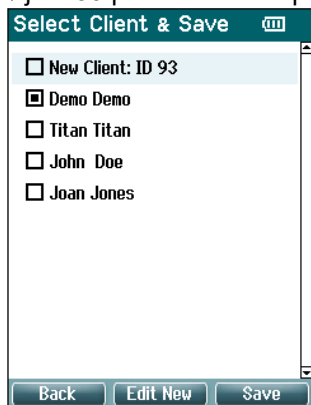 Select Client & Save
New Client: ID 93
Demo Demo
Titan Titan
John Doe
Joan Jones
Back Edit New Save